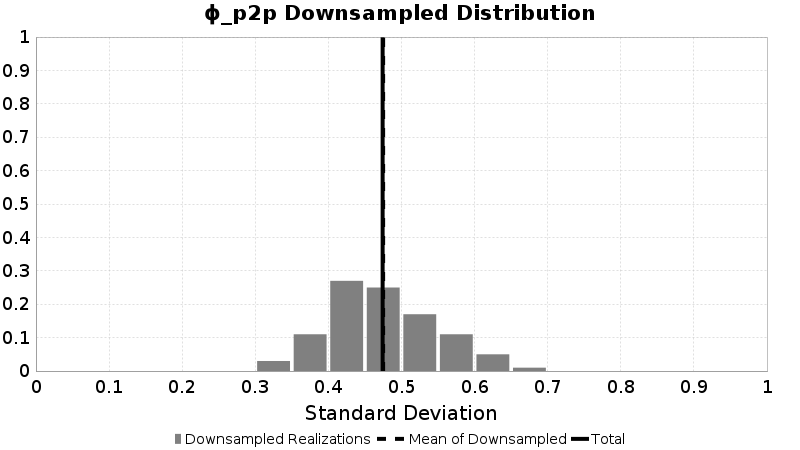 ϕ_p2p Downsampled Distribution
1
0.9
0.8
0.7
0.6
0.5
0.4
0.3
0.2
0.1
0
0 0.1 0.2 0.3 0.4 0.5 0.6 0.7 0.8 0.9 1
Standard Deviation
Downsampled Realizations Mean of Downsampled Total